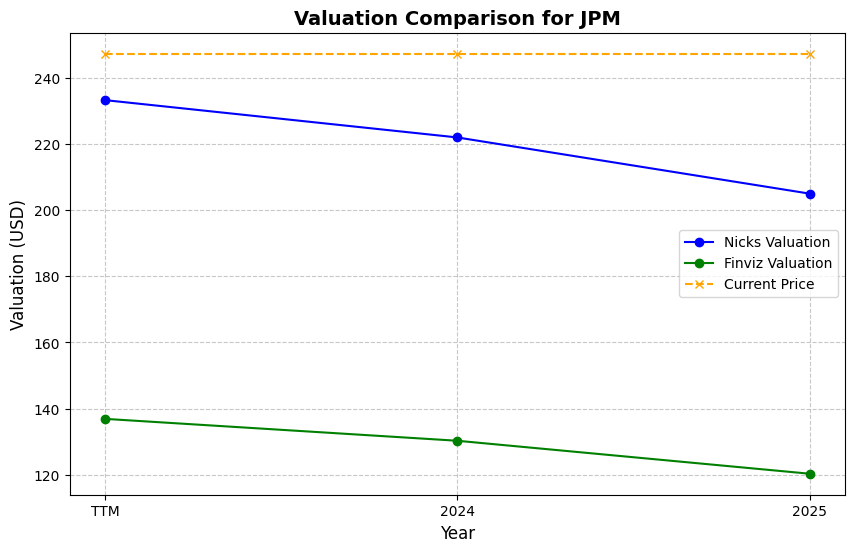 Valuation Comparison for JPM
Valuation (USD)
240
220
200
180
160
140
120
Nicks Valuation
Finviz Valuation
Current Price
TTM
2024
2025
Year